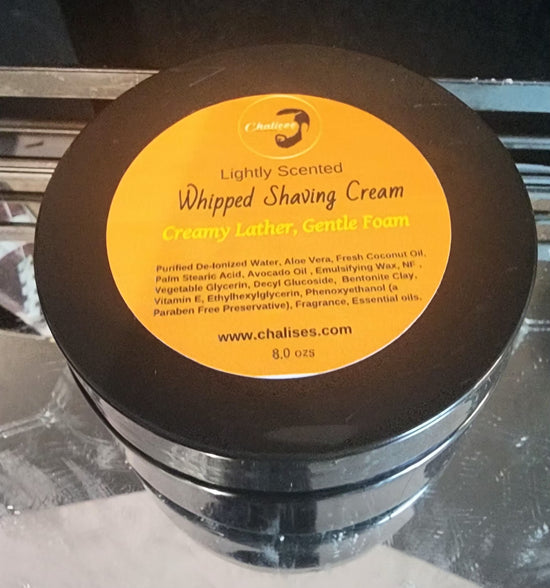 Chalises
Lightly Scented
Whipped Shaving Cream
Creamy Lather, Gentle Foam
Purified De-Ionized Water, Aloe Vera, Fresh Coconut Oil,
Palm Stearic Acid, Avocado Oil , Emulsifying Wax, NF ,
Vegetable Glycerin, Decyl Glucoside, Bentonite Clay,
Vitamin E, Ethylhexylglycerin, Phenoxyethanol (a
Paraben Free Preservative), Fragrance, Essential oils,
www.chalises.com
8.0 ozs